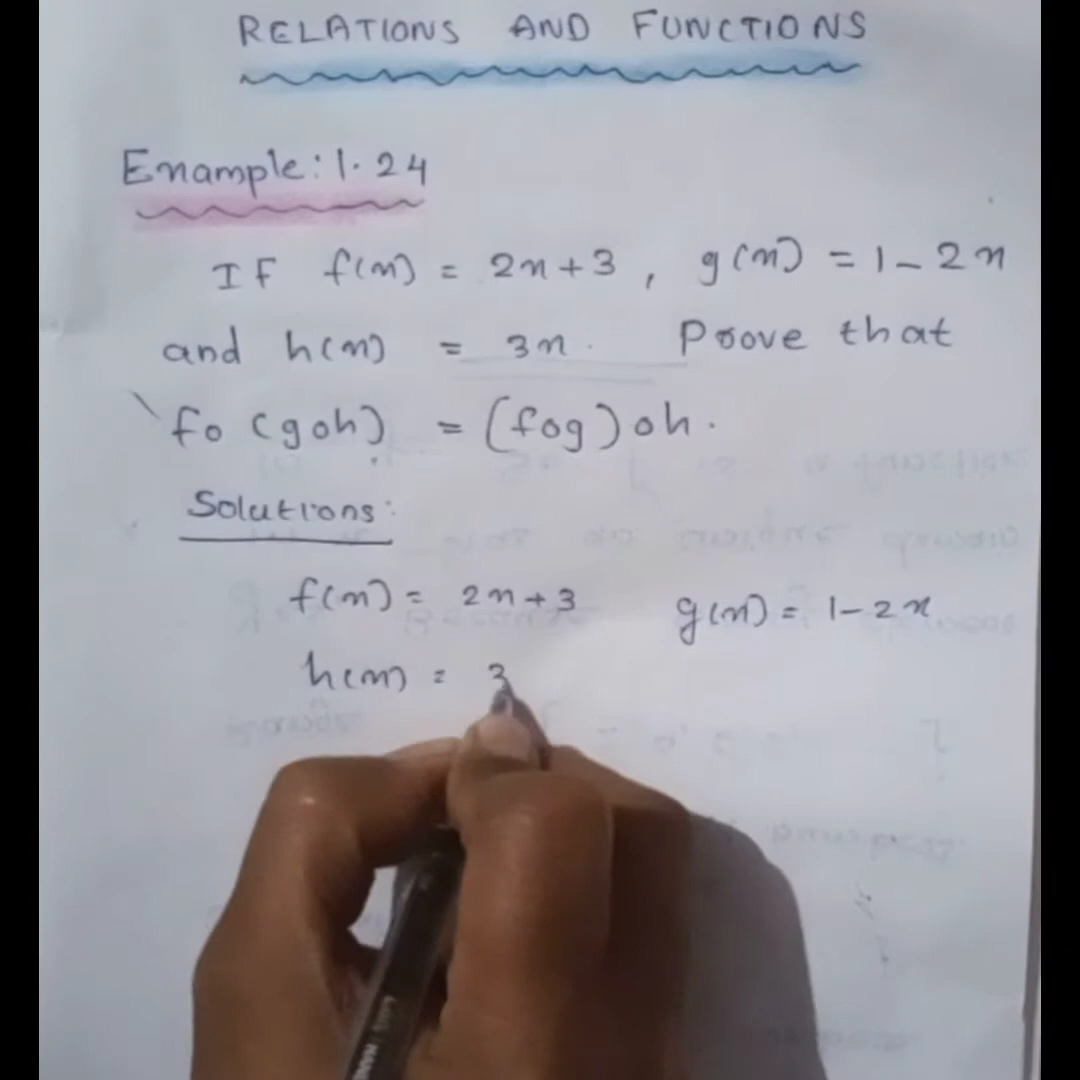 RELATIONS AND FUNCTIONS
Example: 1.24
IF f(x) = 2x+3, g(x) = 1-2x
and h(x) = 3x. Prove that
fo (goh) = (fog)oh.
Solutions:
f(x) = 2x+3 g(x) = 1-2x
h(x) = 3